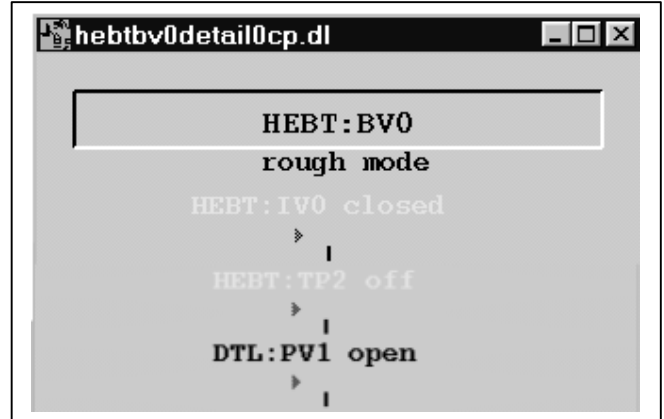 hebtbv0detail0cp.dl
HEBT:BV0
rough mode
HEBT:IV0 closed
HEBT:TP2 off
DTL:PV1 open